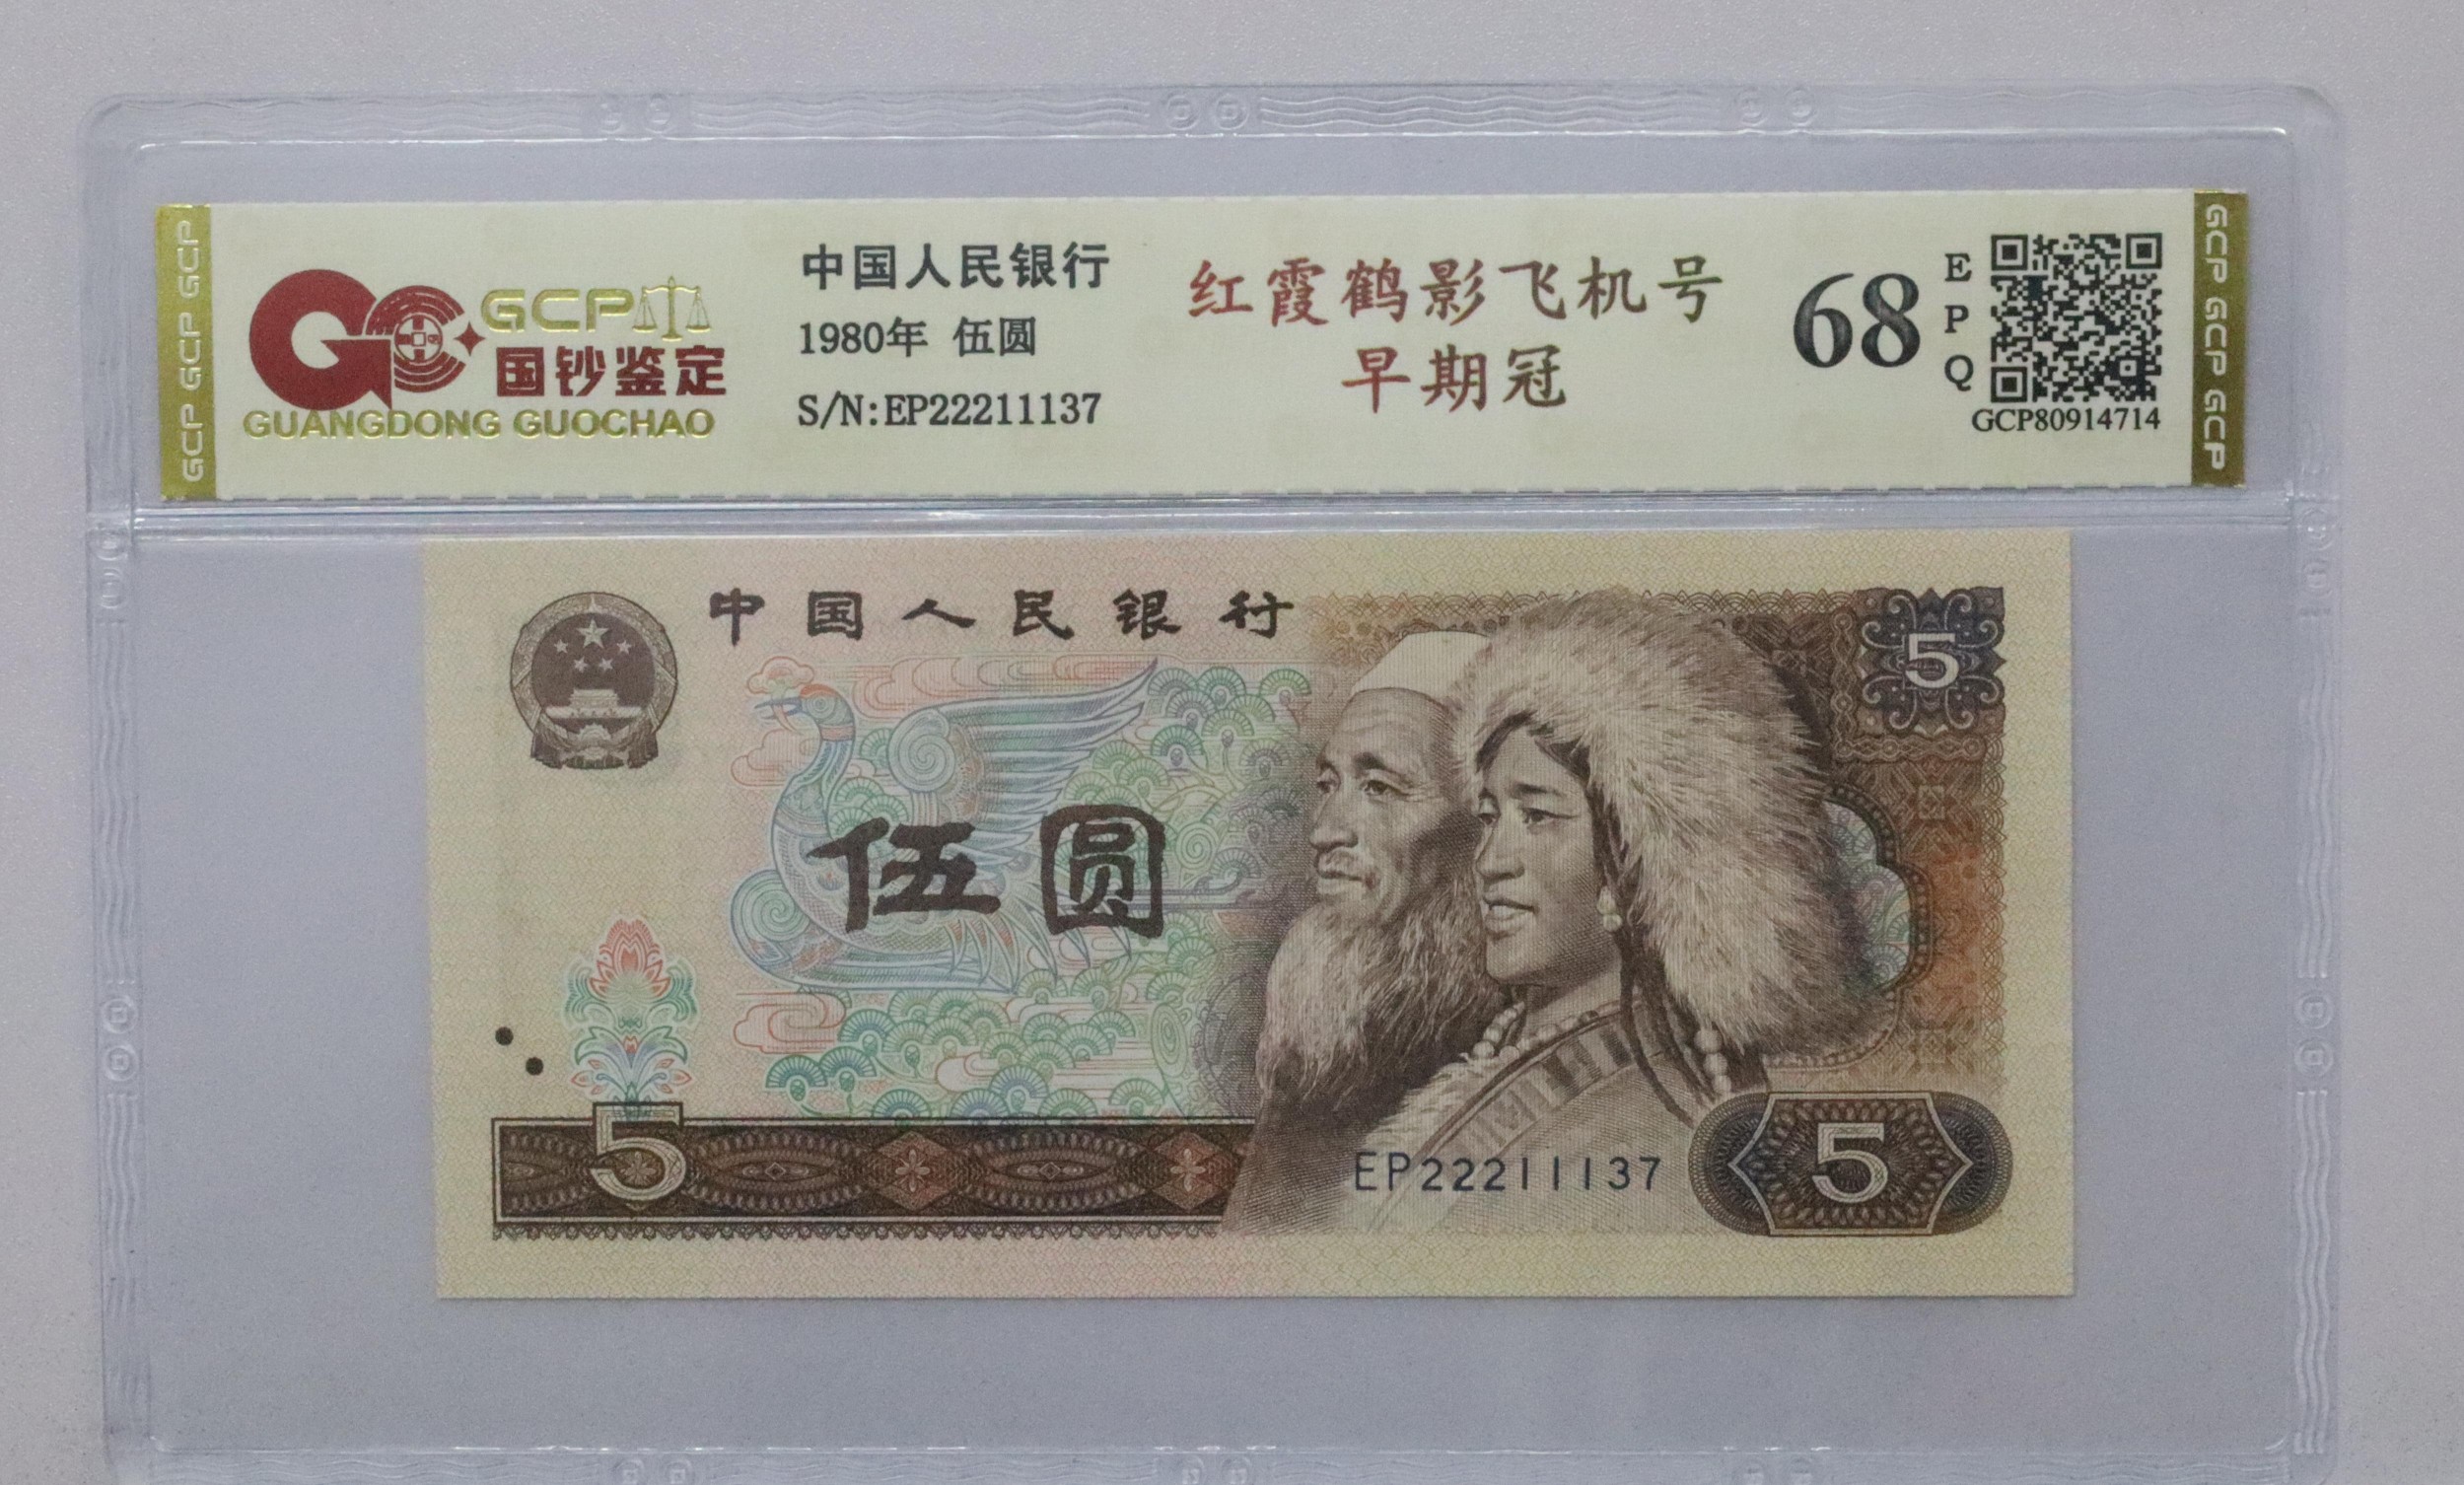 GCP GCP GCP
GCP
国钞鉴定
GUANGDONG GUOCHAO
中国人民银行
1980年 伍圆
S/N:EP22211137
红霞鹤影飞机号
早期冠
68
E
P
Q
GCP80914714
GCP GCP GCP
中国人民银行
5
伍圆
5
EP22211137
5